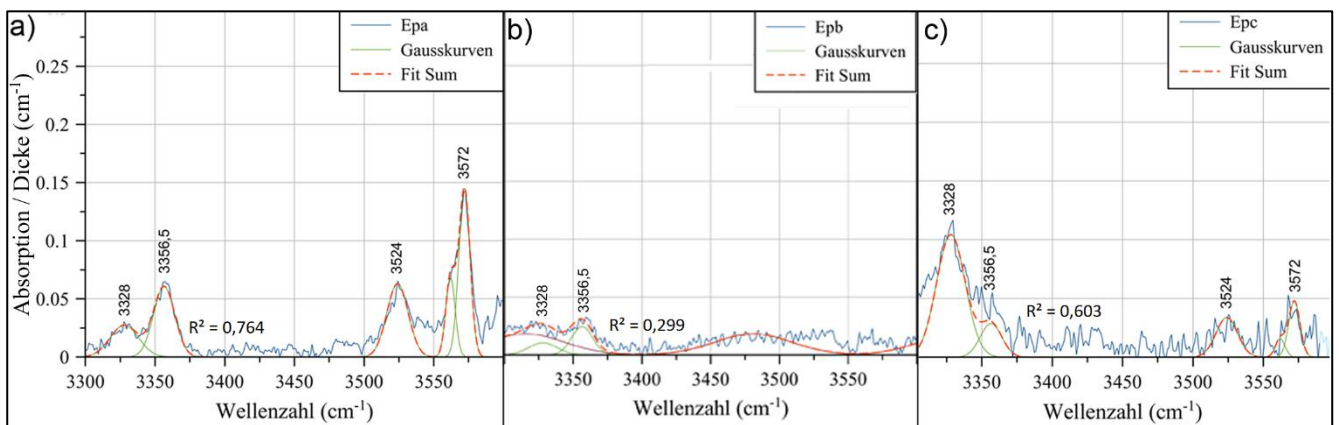 a)
Epa
Gausskurven
Fit Sum
Absorption / Dicke (cm-1)
0.25
0.2
0.15
0.1
0.05
0
3328
3356,5
3524
3572
R² = 0,764
3300 3350 3400 3450 3500 3550
Wellenzahl (cm-1)
b)
Epb
Gausskurven
Fit Sum
3328
3356,5
R² = 0,299
3350 3400 3450 3500 3550
Wellenzahl (cm-1)
c)
Epc
Gausskurven
Fit Sum
3328
3356,5
R² = 0,603
3524
3572
3350 3400 3450 3500 3550
Wellenzahl (cm-1)